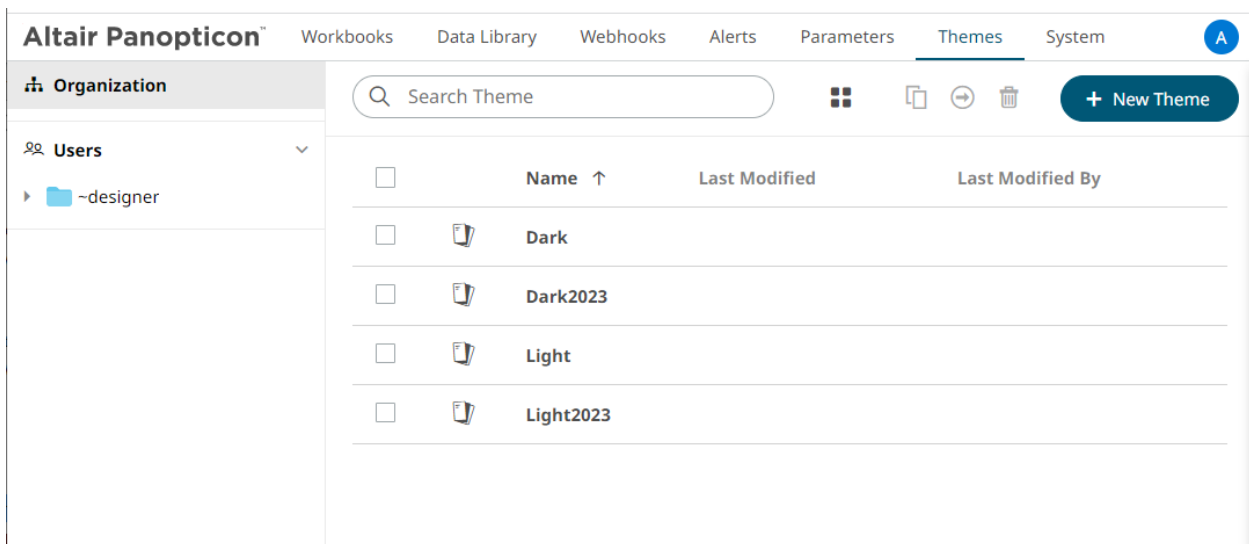 Altair Panopticon™ Workbooks Data Library Webhooks Alerts Parameters Themes System A
Organization
Users
~designer
Search Theme
+ New Theme
Name ↑ Last Modified Last Modified By
Dark
Dark2023
Light
Light2023